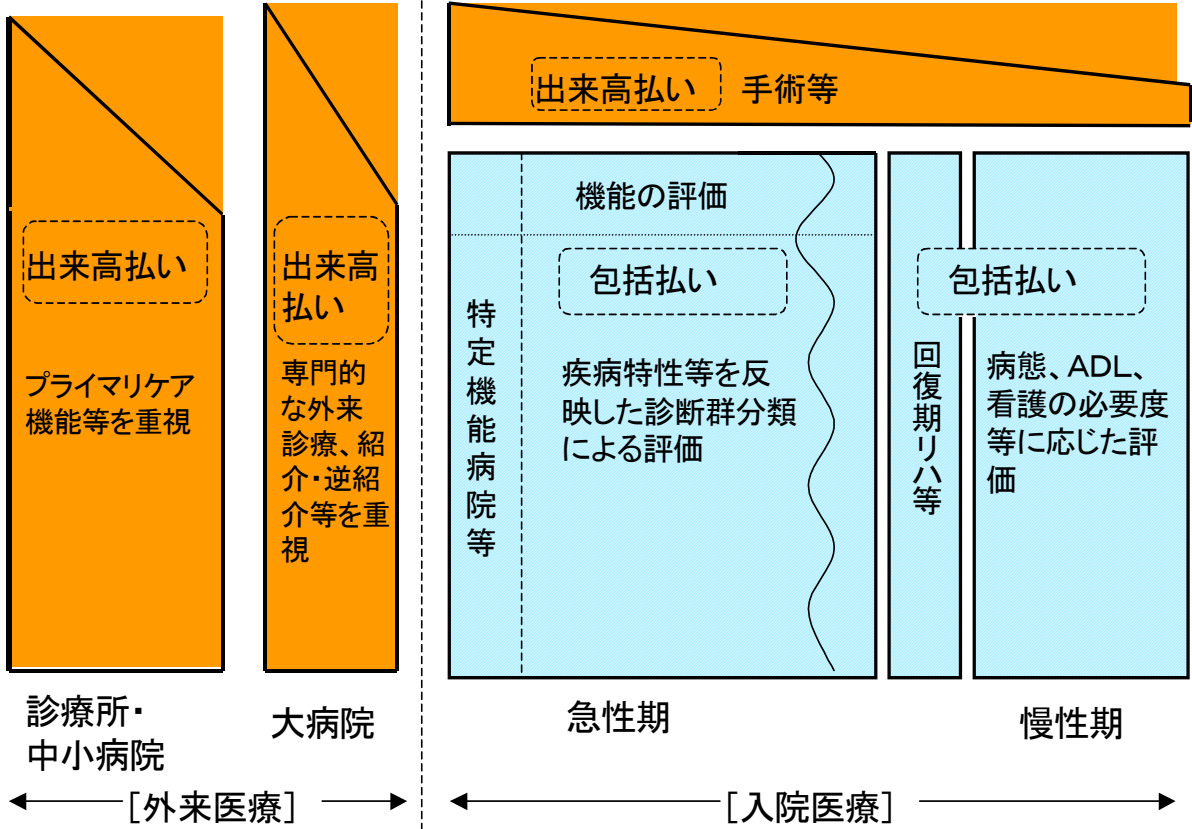 出来高払い
プライマリケア
機能等を重視
診療所・
中小病院
出来高
払い
専門的
な外来
診療、紹
介・逆紹
介等を重
視
大病院
[外来医療]
出来高払い 手術等
特定機能病院等
機能の評価
包括払い
疾病特性等を反
映した診断群分類
による評価
急性期
包括払い
回復期リハ等
病態、ADL、
看護の必要度
等に応じた評
価
慢性期
[入院医療]